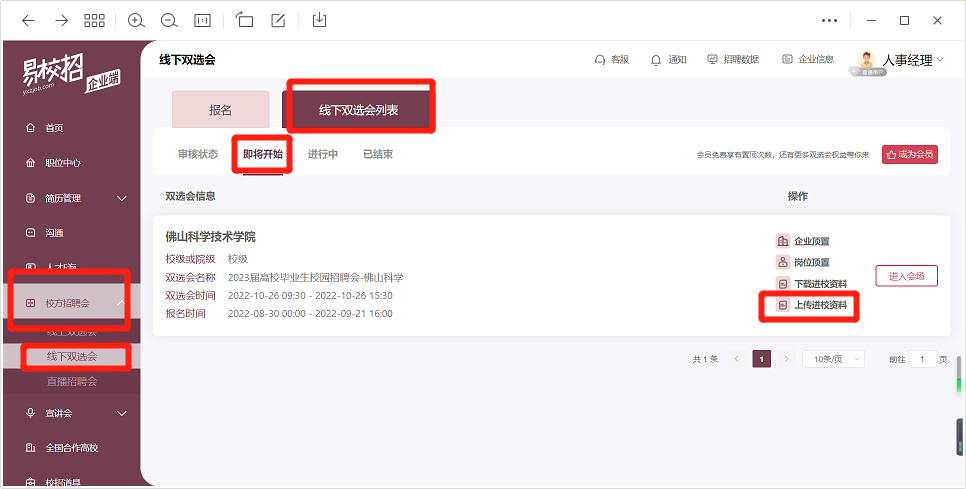 易校招
企业端
yxzjob.com
线下双选会
客服
通知
招聘数据
企业信息
人事经理
普通用户
首页
职位中心
简历管理
沟通
校方招聘会
线上双选会
线下双选会
直播招聘会
宣讲会
全国合作高校
校招道具
报名
线下双选会列表
审核状态 即将开始 进行中 已结束
会员免费享有置顶次数，还有更多双选会权益等你来
成为会员
双选会信息 操作
佛山科学技术学院
校级或院级 校级
双选会名称 2023届高校毕业生校园招聘会-佛山科学
双选会时间 2022-10-26 09:30 - 2022-10-26 15:30
报名时间 2022-08-30 00:00 - 2022-09-21 16:00
企业顶置
岗位顶置
下载进校资料
上传进校资料
进入会场
共 1 条 1 10条/页 前往 1 页